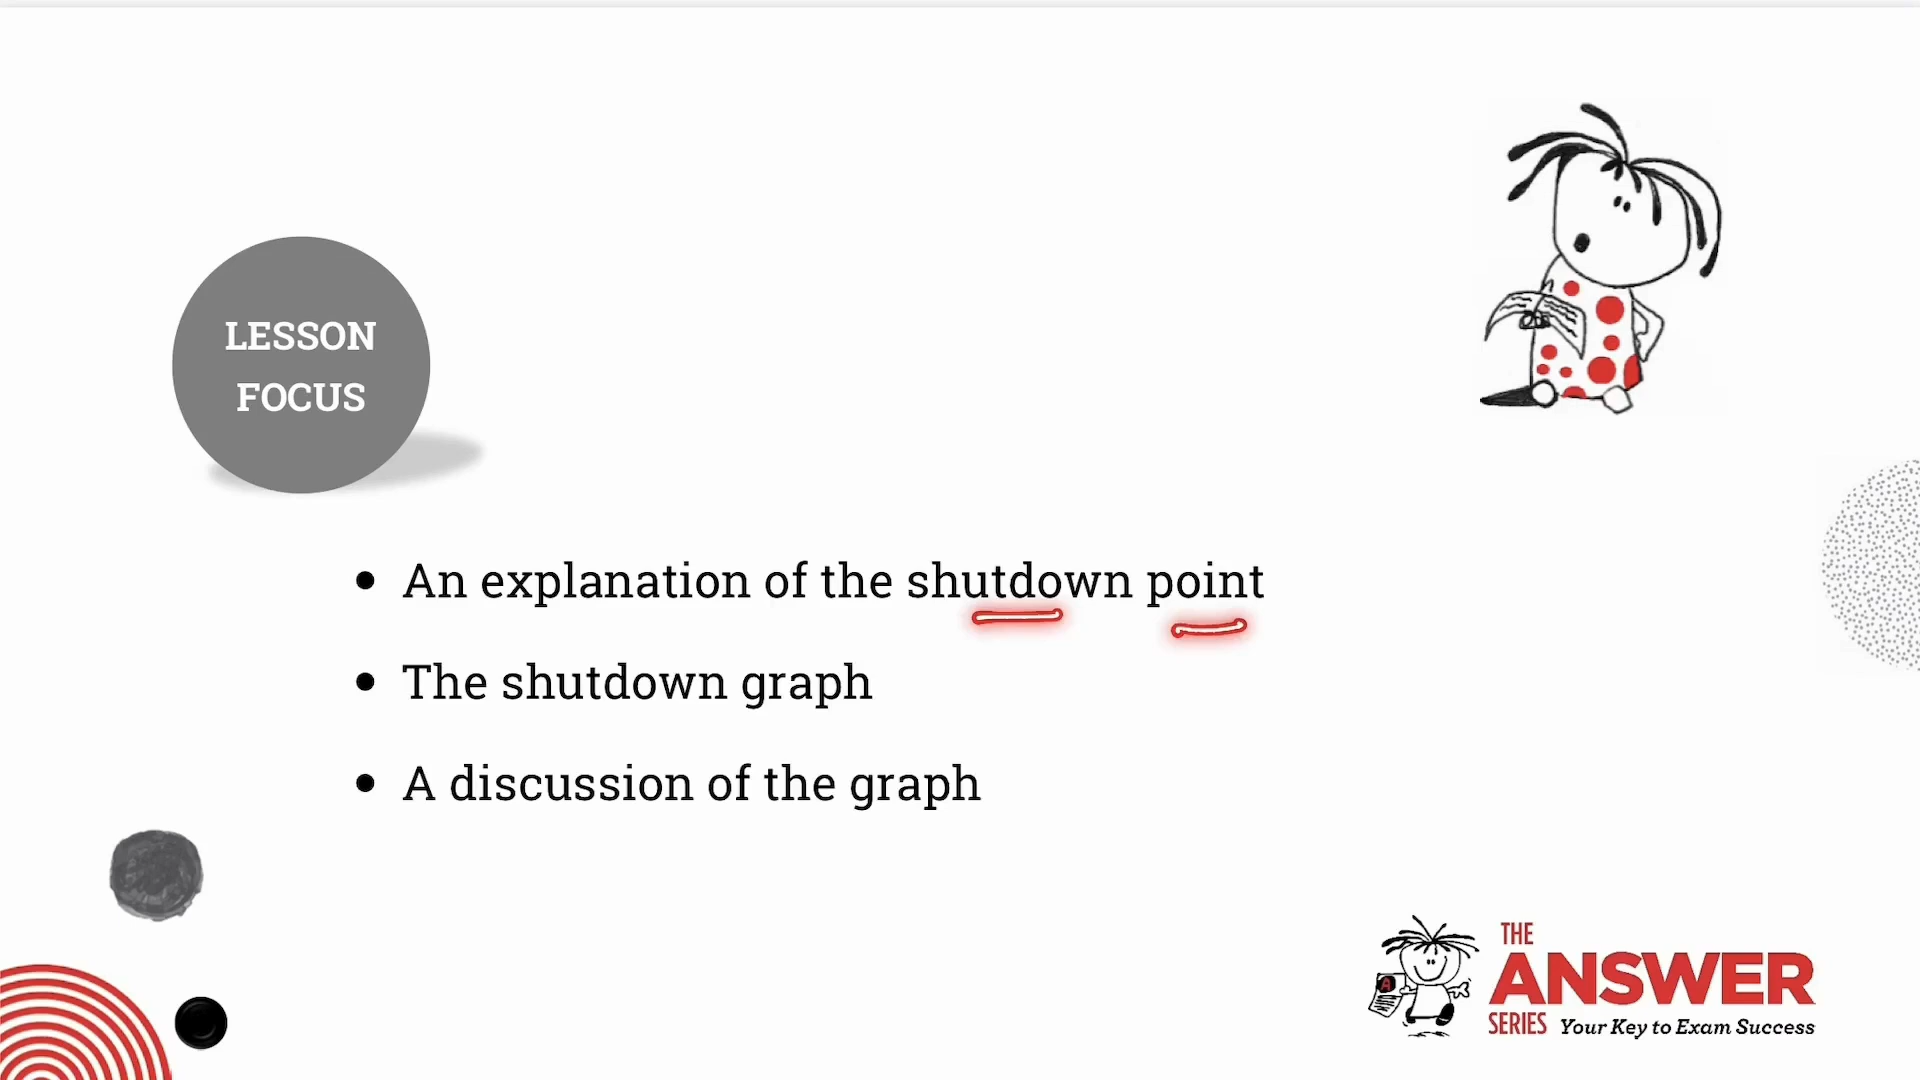 LESSON
FOCUS
• An explanation of the shutdown point
• The shutdown graph
• A discussion of the graph
THE
ANSWER
SERIES Your Key to Exam Success
A